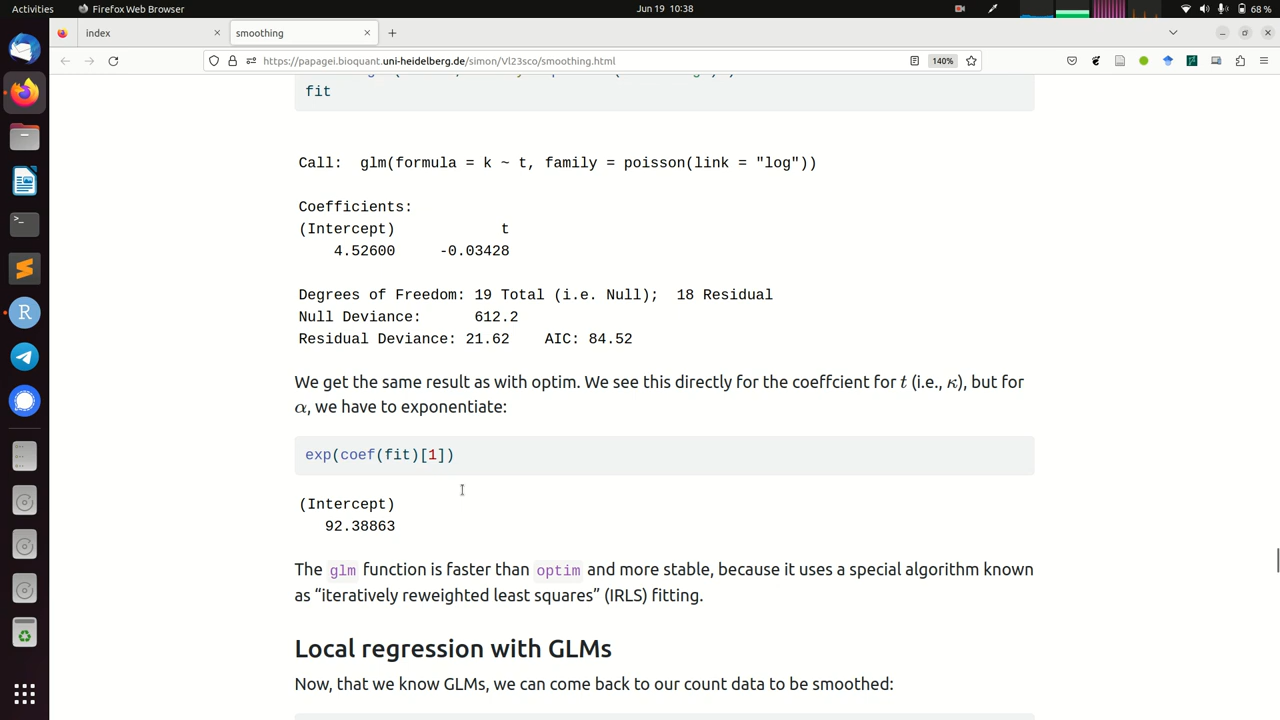 Activities
Firefox Web Browser
Jun 19 10:38
68 %
index
smoothing
https://papagei.bioquant.uni-heidelberg.de/simon/Vl23sco/smoothing.html
140%
fit
Call: glm(formula = k ~ t, family = poisson(link = "log"))
Coefficients:
(Intercept) t
4.52600 -0.03428
Degrees of Freedom: 19 Total (i.e. Null); 18 Residual
Null Deviance: 612.2
Residual Deviance: 21.62 AIC: 84.52
We get the same result as with optim. We see this directly for the coeffcient for t (i.e., κ), but for
α, we have to exponentiate:
exp(coef(fit)[1])
(Intercept)
92.38863
The glm function is faster than optim and more stable, because it uses a special algorithm known
as “iteratively reweighted least squares” (IRLS) fitting.
Local regression with GLMs
Now, that we know GLMs, we can come back to our count data to be smoothed: